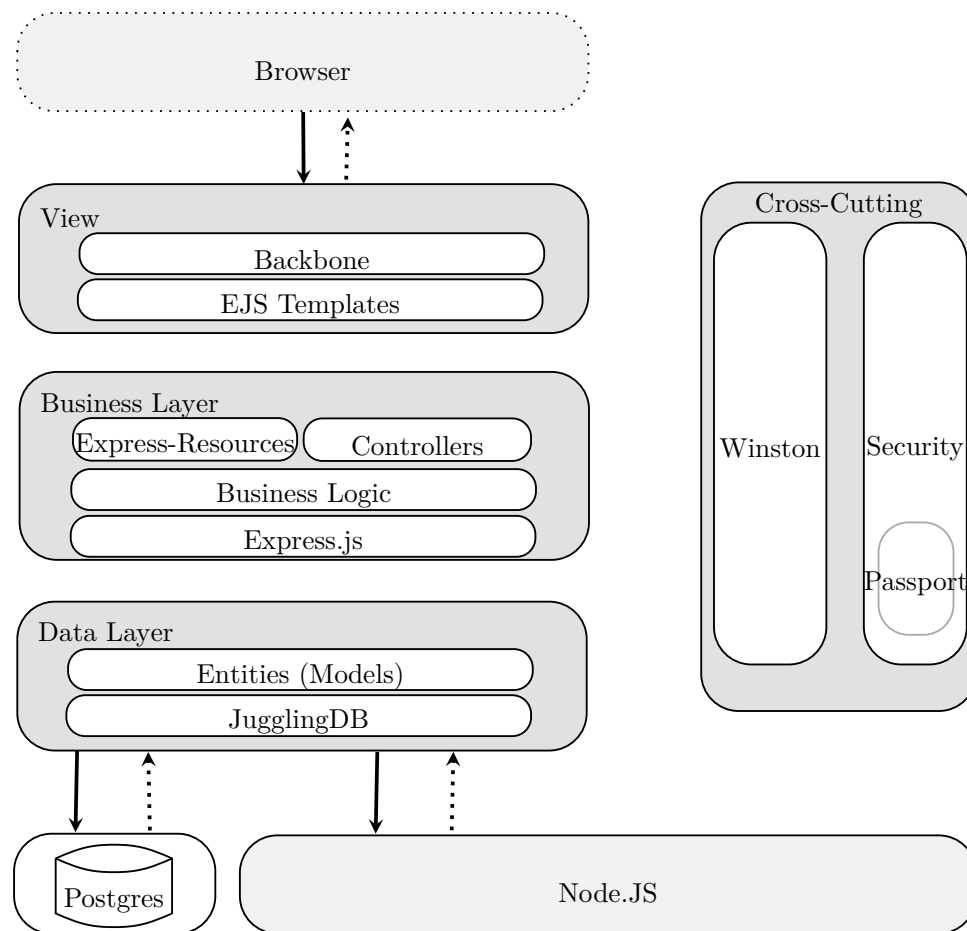 Browser
View
Backbone
EJS Templates
Business Layer
Express-Resources
Controllers
Business Logic
Express.js
Data Layer
Entities (Models)
JugglingDB
Postgres
Node.JS
Cross-Cutting
Winston
Security
Passport